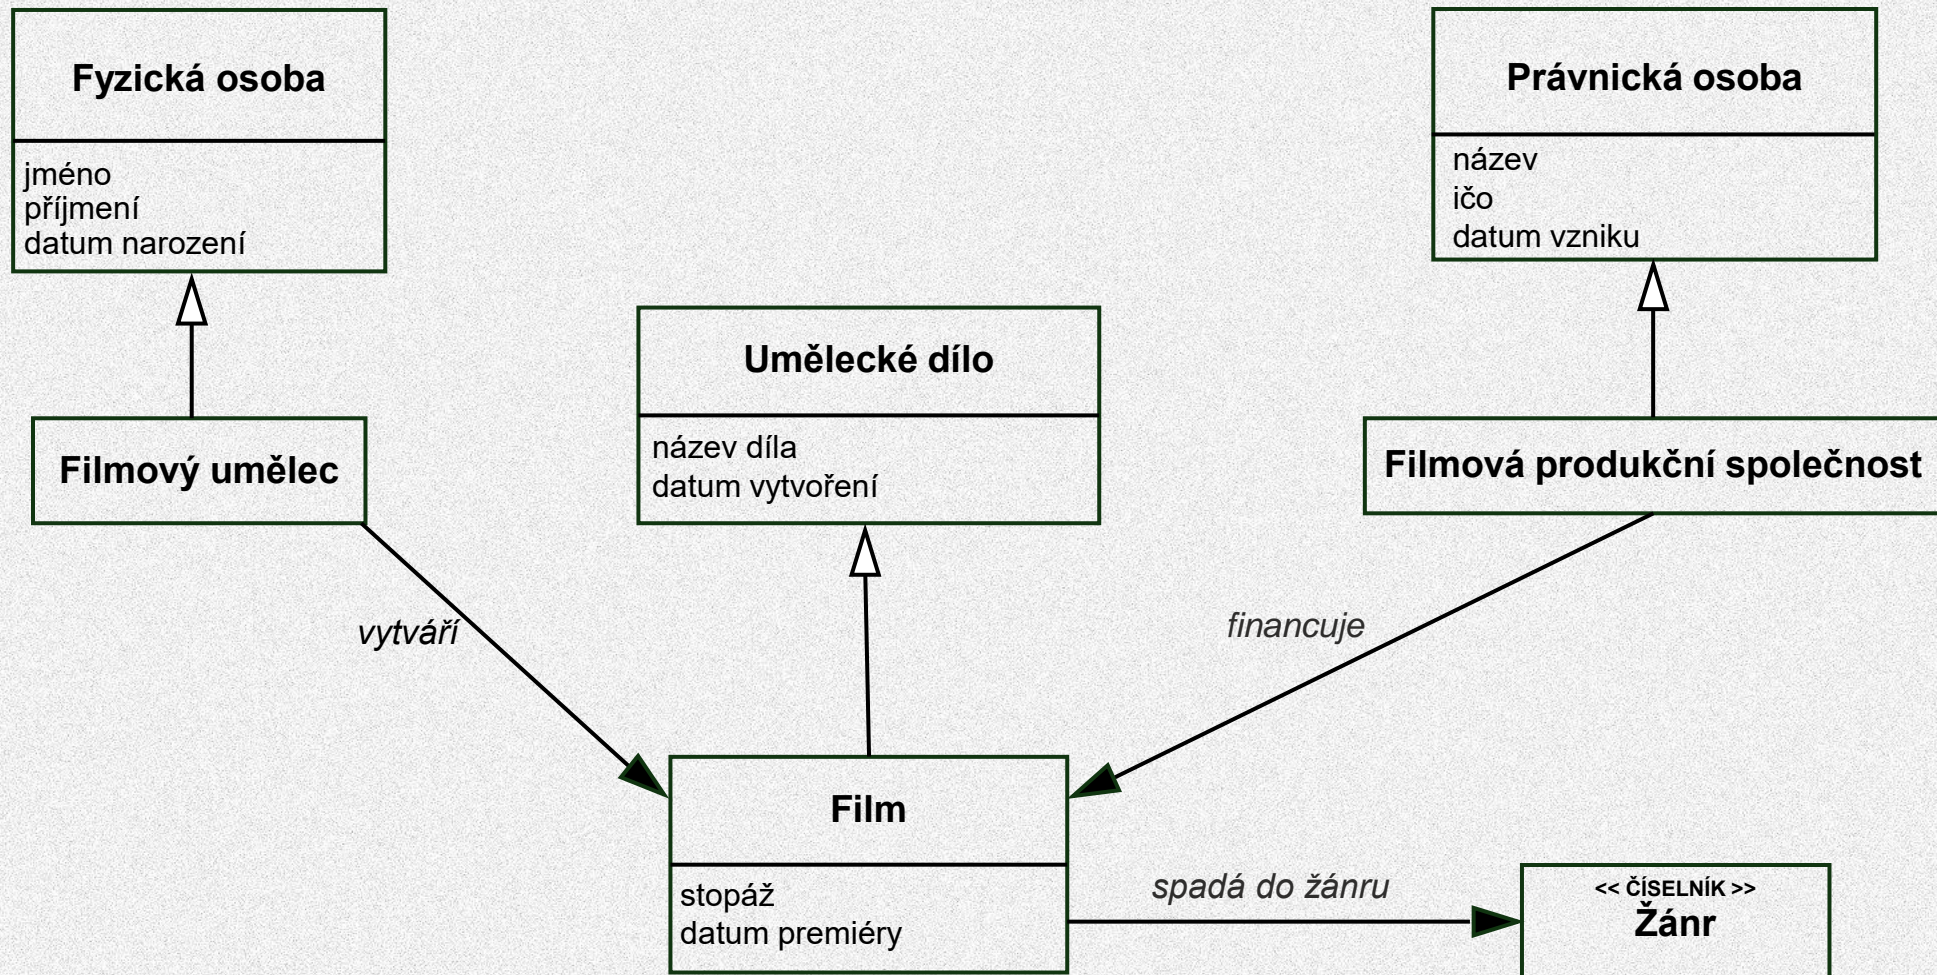 Fyzická osoba
jméno
příjmení
datum narození
Právnická osoba
název
ičo
datum vzniku
Umělecké dílo
název díla
datum vytvoření
Filmový umělec
Filmová produkční společnost
vytváří
financuje
Film
stopáž
datum premiéry
spadá do žánru
<< ČÍSELNÍK >>
Žánr